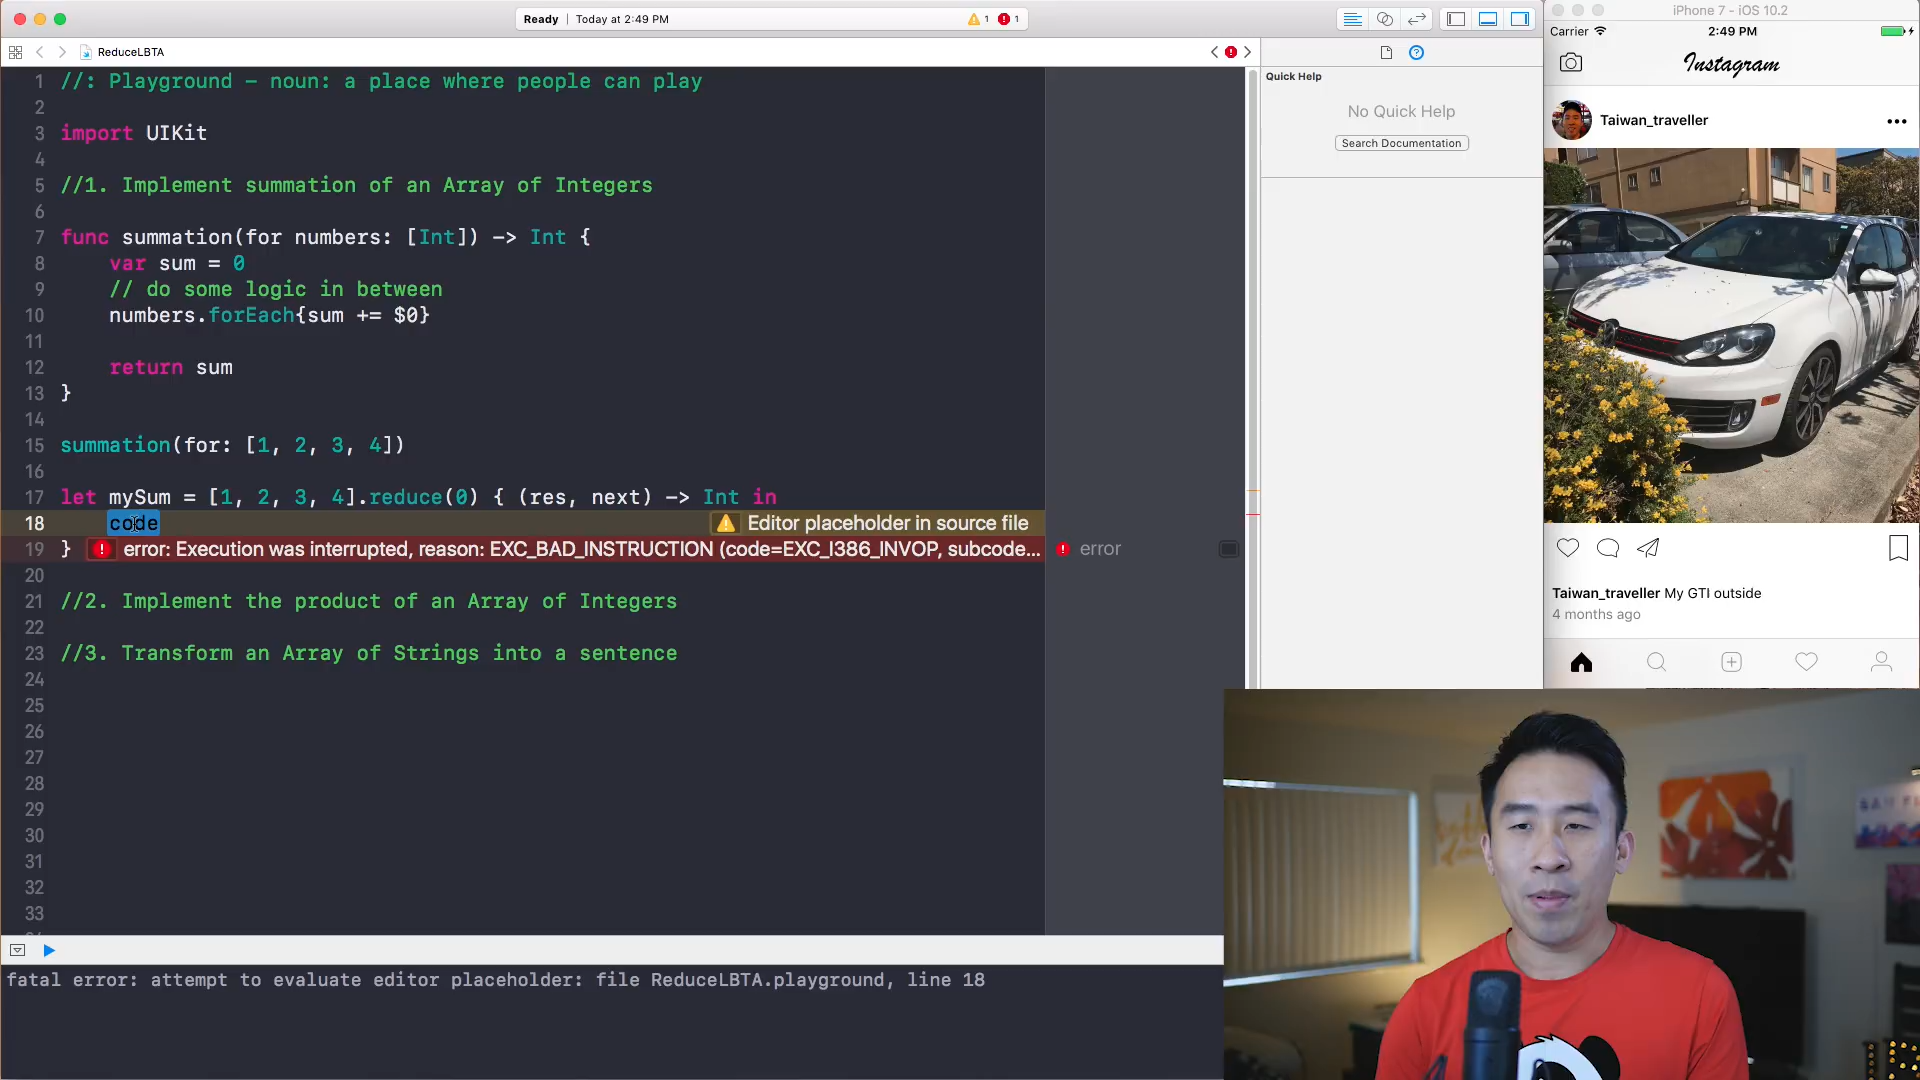 Ready | Today at 2:49 PM
1
1
ReduceLBTA
1 //: Playground – noun: a place where people can play
2
3 import UIKit
4
5 //1. Implement summation of an Array of Integers
6
7 func summation(for numbers: [Int]) -> Int {
8 var sum = 0
9 // do some logic in between
10 numbers.forEach{sum += $0}
11
12 return sum
13 }
14
15 summation(for: [1, 2, 3, 4])
16
17 let mySum = [1, 2, 3, 4].reduce(0) { (res, next) -> Int in
18 code Editor placeholder in source file
19 } error: Execution was interrupted, reason: EXC_BAD_INSTRUCTION (code=EXC_I386_INVOP, subcode... error
20
21 //2. Implement the product of an Array of Integers
22
23 //3. Transform an Array of Strings into a sentence
24
25
26
27
28
29
30
31
32
33
fatal error: attempt to evaluate editor placeholder: file ReduceLBTA.playground, line 18
Quick Help
No Quick Help
Search Documentation
iPhone 7 - iOS 10.2
Carrier 2:49 PM
Instagram
Taiwan_traveller
Taiwan_traveller My GTI outside
4 months ago